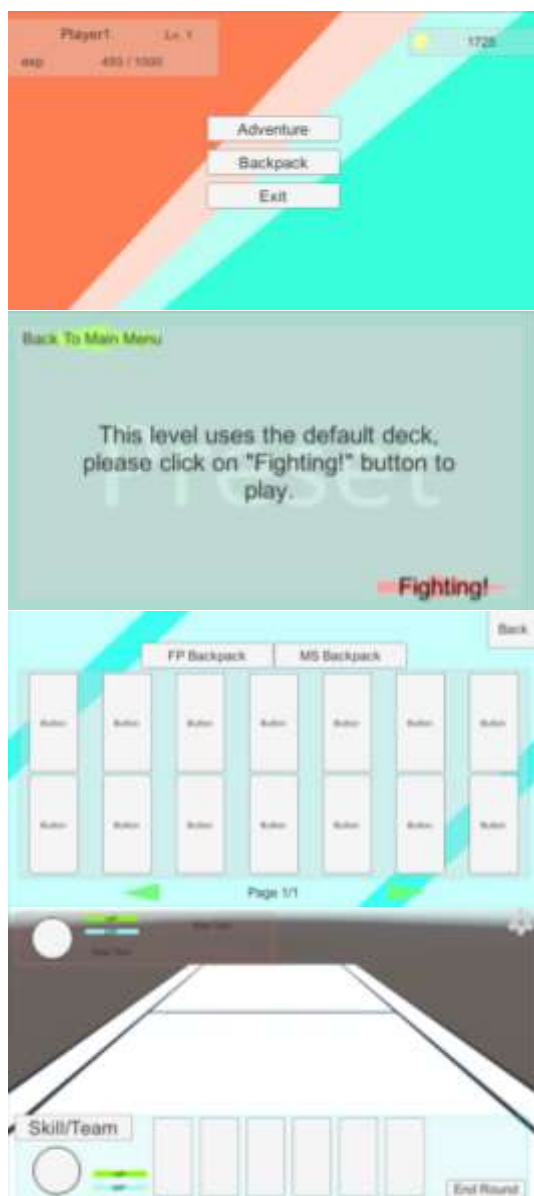 Player1 Lv. 1
exp 450 / 1000
1728
Adventure
Backpack
Exit
Back To Main Menu
Preset
This level uses the default deck,
please click on "Fighting!" button to
play.
Fighting!
Back
FP Backpack MS Backpack
Button Button Button Button Button Button Button
Button Button Button Button Button Button Button
Page 1/1
Skill/Team
End Round